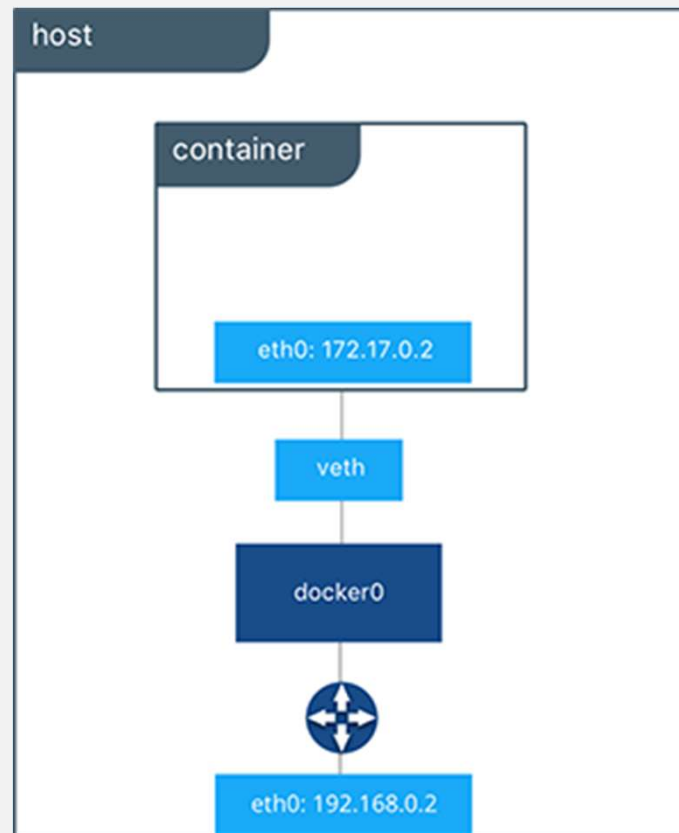 host
container
eth0: 172.17.0.2
veth
docker0
eth0: 192.168.0.2